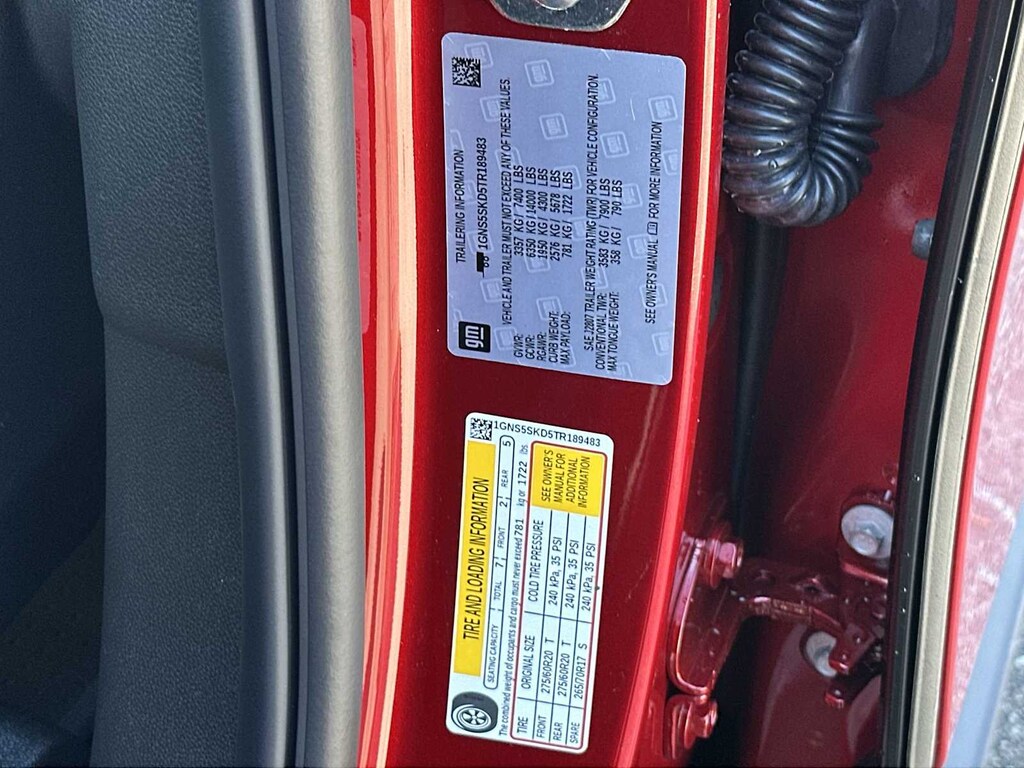 TRAILERING INFORMATION
1GNS5SKD5TR189483
gm
VEHICLE AND TRAILER MUST NOT EXCEED ANY OF THESE VALUES.
GVWR: 3357 KG/ 7400 LBS
GCWR: 6350 KG/14000 LBS
RGAWR: 1950 KG/ 4300 LBS
CURB WEIGHT: 2576 KG/ 5678 LBS
MAX PAYLOAD: 781 KG/ 1722 LBS
SAE J2807 TRAILER WEIGHT RATING (TWR) FOR VEHICLE CONFIGURATION.
CONVENTIONAL TWR: 3583 KG/ 7900 LBS
MAX TONGUE WEIGHT: 358 KG/ 790 LBS
SEE OWNER'S MANUAL FOR MORE INFORMATION
TIRE AND LOADING INFORMATION
1GNS5SKD5TR189483
SEATING CAPACITY TOTAL 7 FRONT 2 REAR 5
The combined weight of occupants and cargo must never exceed 781 kg or 1722 lbs.
TIRE ORIGINAL SIZE COLD TIRE PRESSURE
FRONT 275/60R20 T 240 kPa, 35 PSI
REAR 275/60R20 T 240 kPa, 35 PSI
SPARE 265/70R17 S 240 kPa, 35 PSI
SEE OWNER'S
MANUAL FOR
ADDITIONAL
INFORMATION